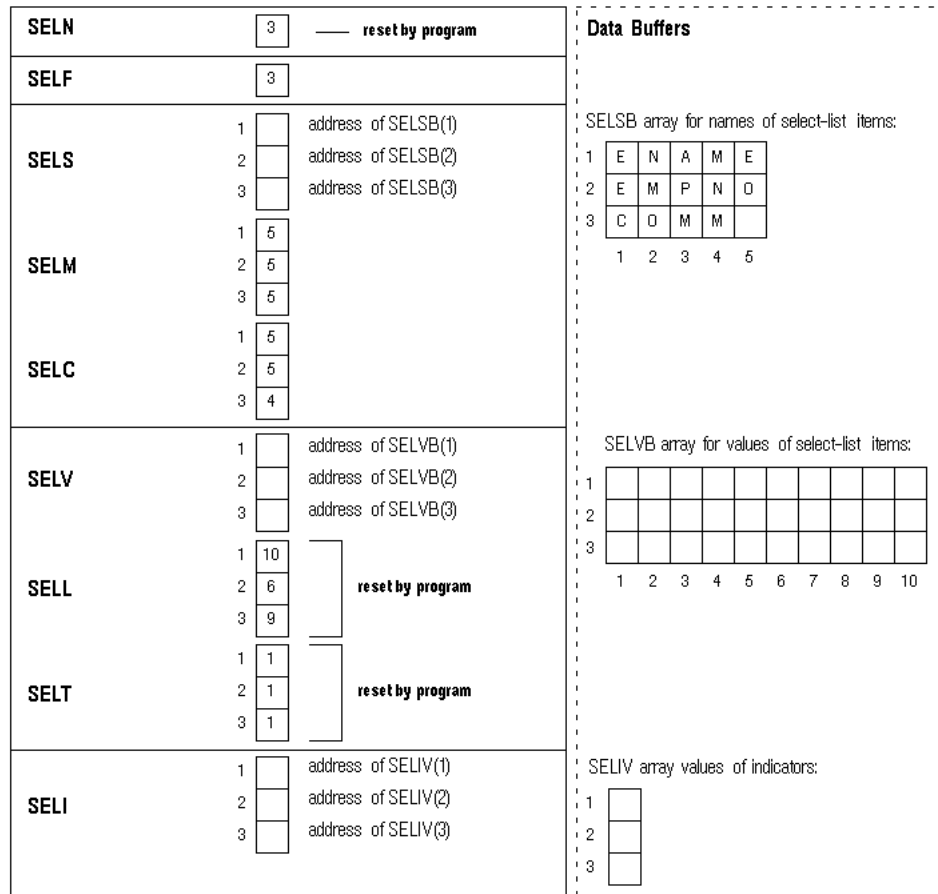 SELN 3 reset by program
Data Buffers
SELF 3
SELS
1 address of SELSB(1)
2 address of SELSB(2)
3 address of SELSB(3)
SELSB array for names of select-list items:
1 E N A M E
2 E M P N O
3 C O M M
1 2 3 4 5
SELM
1 5
2 5
3 5
SELC
1 5
2 5
3 4
SELV
1 address of SELVB(1)
2 address of SELVB(2)
3 address of SELVB(3)
SELVB array for values of select-list items:
1
2
3
1 2 3 4 5 6 7 8 9 10
SELL
1 10
2 6 reset by program
3 9
SELT
1 1
2 1 reset by program
3 1
SELI
1 address of SELIV(1)
2 address of SELIV(2)
3 address of SELIV(3)
SELIV array values of indicators:
1
2
3